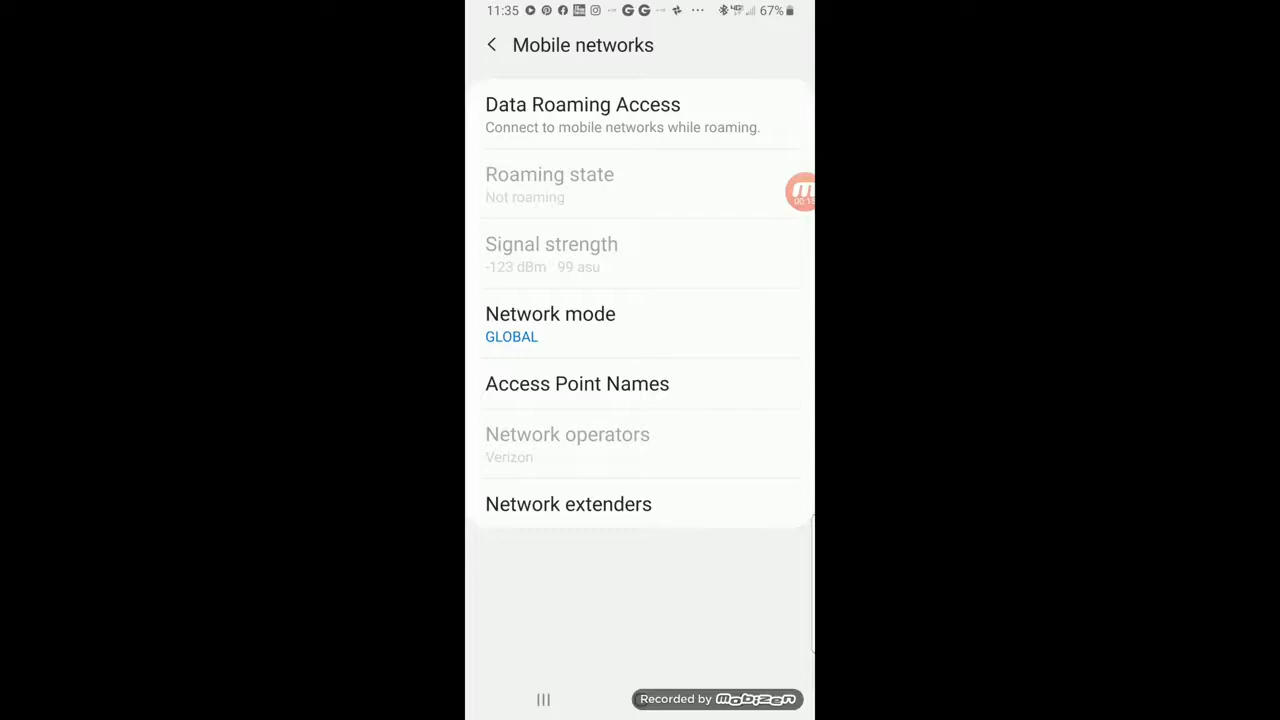 11:35 67%
Mobile networks
Data Roaming Access
Connect to mobile networks while roaming.
Roaming state
Not roaming
Signal strength
-123 dBm 99 asu
Network mode
GLOBAL
Access Point Names
Network operators
Verizon
Network extenders
Recorded by mobizen